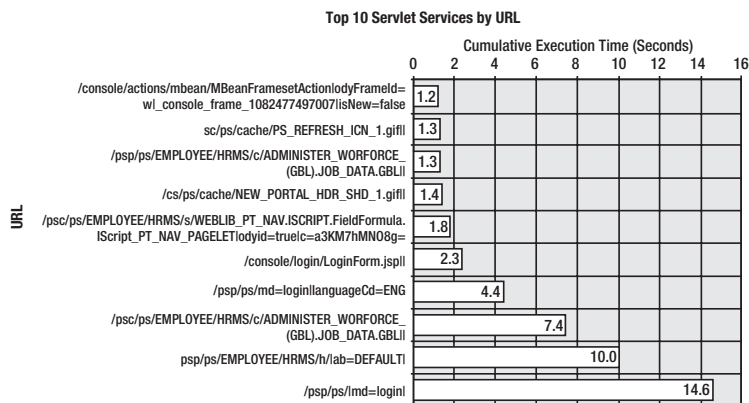 Top 10 Servlet Services by URL
Cumulative Execution Time (Seconds)
0 2 4 6 8 10 12 14 16
URL
/console/actions/mbean/MBeanFramesetAction|odyFrameId=
wl_console_frame_1082477497007|isNew=false
1.2
sc/ps/cache/PS_REFRESH_ICN_1.gif||
1.3
/psp/ps/EMPLOYEE/HRMS/c/ADMINISTER_WORFORCE_
(GBL).JOB_DATA.GBL||
1.3
/cs/ps/cache/NEW_PORTAL_HDR_SHD_1.gif||
1.4
/psc/ps/EMPLOYEE/HRMS/s/WEBLIB_PT_NAV.ISCRIPT.FieldFormula.
IScript_PT_NAV_PAGELET|odyid=true|c=a3KM7hMNO8g=
1.8
/console/login/LoginForm.jsp||
2.3
/psp/ps/md=login|languageCd=ENG
4.4
/psc/ps/EMPLOYEE/HRMS/c/ADMINISTER_WORFORCE_
(GBL).JOB_DATA.GBL||
7.4
psp/ps/EMPLOYEE/HRMS/h/|ab=DEFAULT|
10.0
/psp/ps/|md=login|
14.6